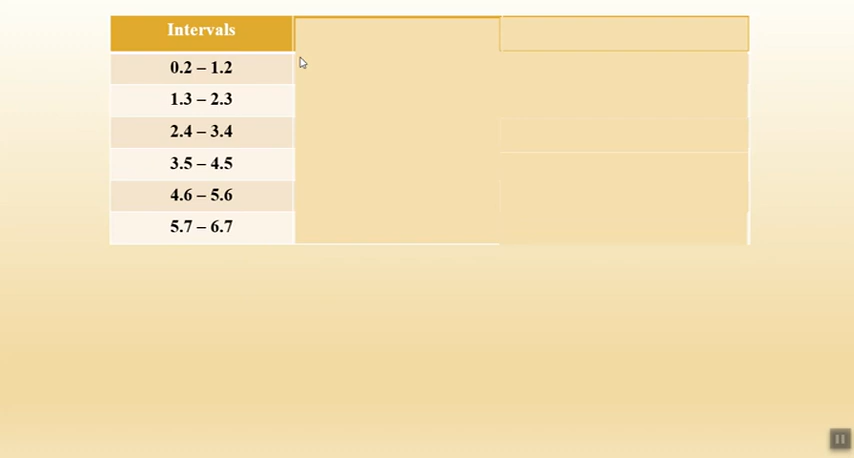 Intervals
0.2 – 1.2
1.3 – 2.3
2.4 – 3.4
3.5 – 4.5
4.6 – 5.6
5.7 – 6.7